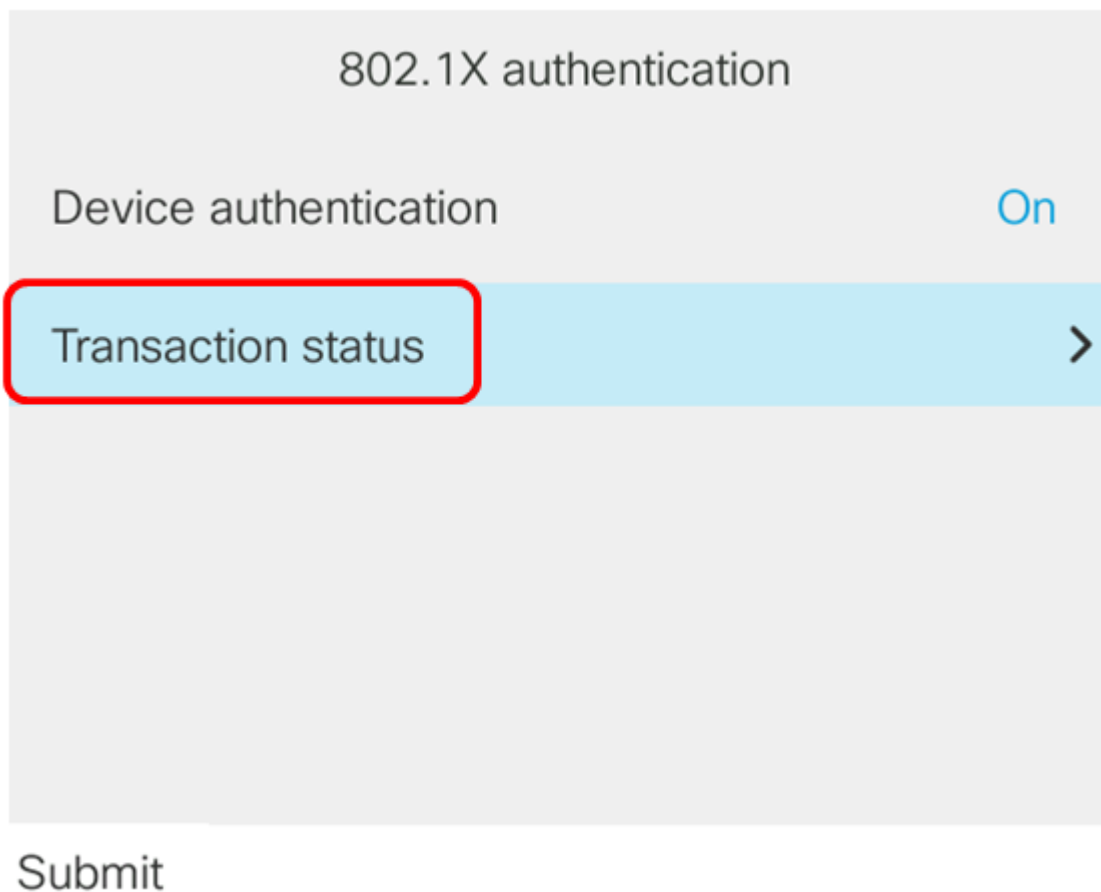 802.1X authentication
Device authentication On
Transaction status
Submit